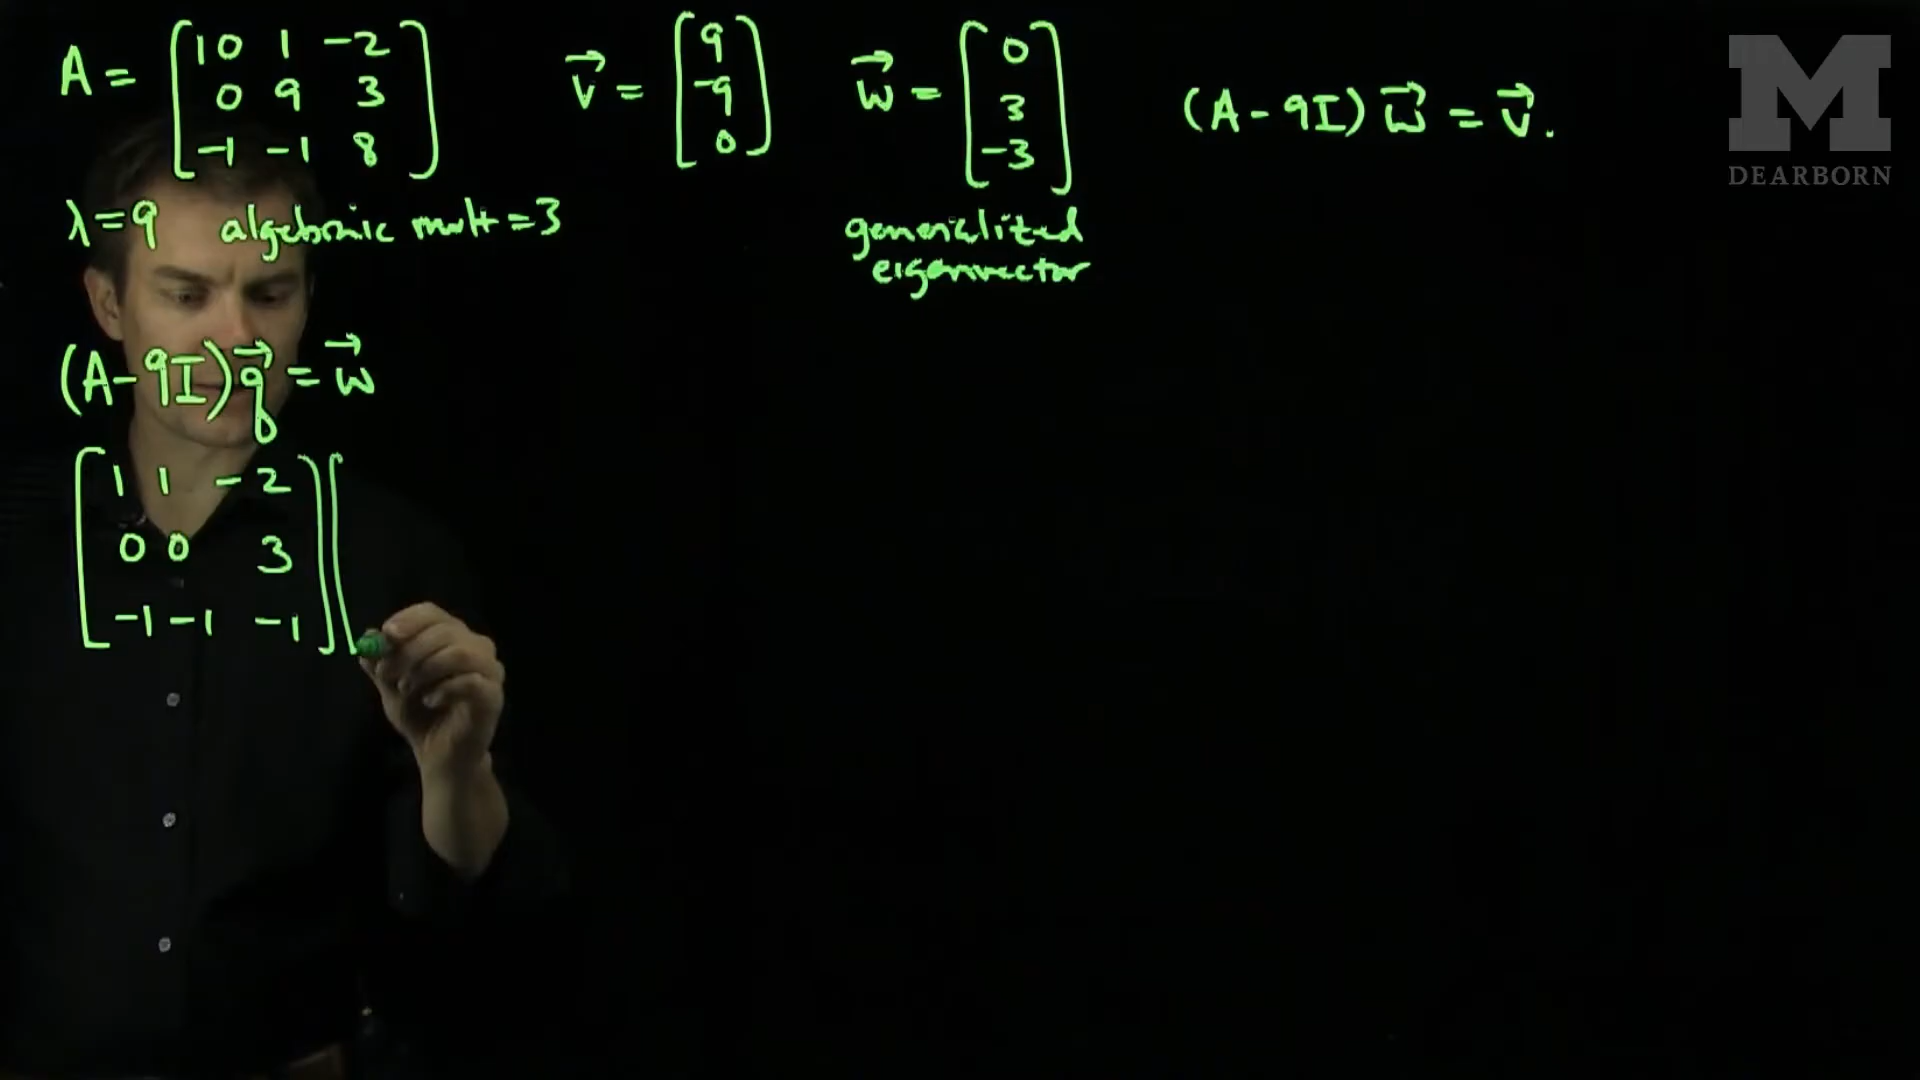 A = [10 1 -2
0 9 3
-1 -1 8]
v⃗ = [9
-9
0]
w⃗ = [0
3
-3]
(A - 9I) w⃗ = v⃗.
M
DEARBORN
λ=9 algebraic mult=3
generalized
eigenvector
(A-9I) q⃗ = w⃗
[1 1 -2
0 0 3
-1 -1 -1] [